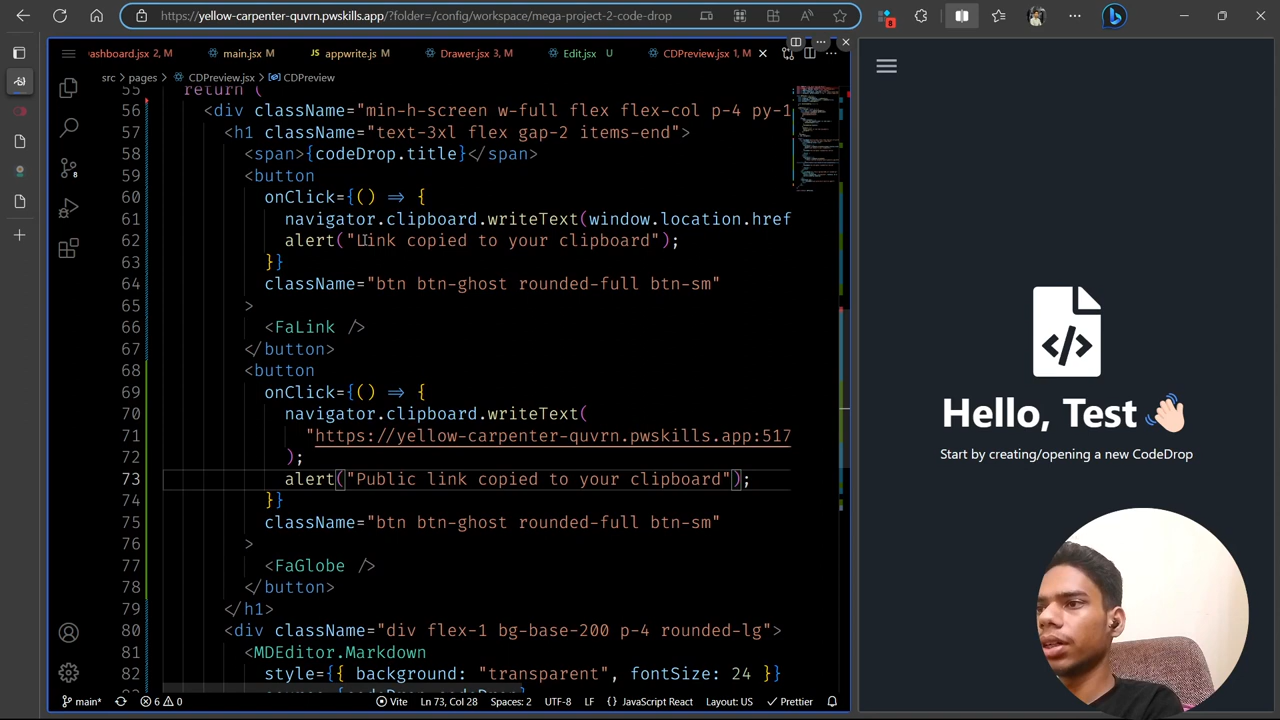 https://yellow-carpenter-quvrn.pwskills.app/?folder=/config/workspace/mega-project-2-code-drop
8
ashboard.jsx 2, M
main.jsx M
JS appwrite.js M
Drawer.jsx 3, M
Edit.jsx U
CDPreview.jsx 1, M
src > pages > CDPreview.jsx > CDPreview
55 return (
56 <div className="min-h-screen w-full flex flex-col p-4 py-1
57 <h1 className="text-3xl flex gap-2 items-end">
58 <span>{codeDrop.title}</span>
59 <button
60 onClick={() => {
61 navigator.clipboard.writeText(window.location.href
62 alert("Link copied to your clipboard");
63 }}
64 className="btn btn-ghost rounded-full btn-sm"
65 >
66 <FaLink />
67 </button>
68 <button
69 onClick={() => {
70 navigator.clipboard.writeText(
71 "https://yellow-carpenter-quvrn.pwskills.app:517
72 );
73 alert("Public link copied to your clipboard");
74 }}
75 className="btn btn-ghost rounded-full btn-sm"
76 >
77 <FaGlobe />
78 </button>
79 </h1>
80 <div className="div flex-1 bg-base-200 p-4 rounded-lg">
81 <MDEditor.Markdown
82 style={{ background: "transparent", fontSize: 24 }}
8
main*
6 0
Vite
Ln 73, Col 28
Spaces: 2
UTF-8
LF
{} JavaScript React
Layout: US
Prettier
</>
Hello, Test
Start by creating/opening a new CodeDrop